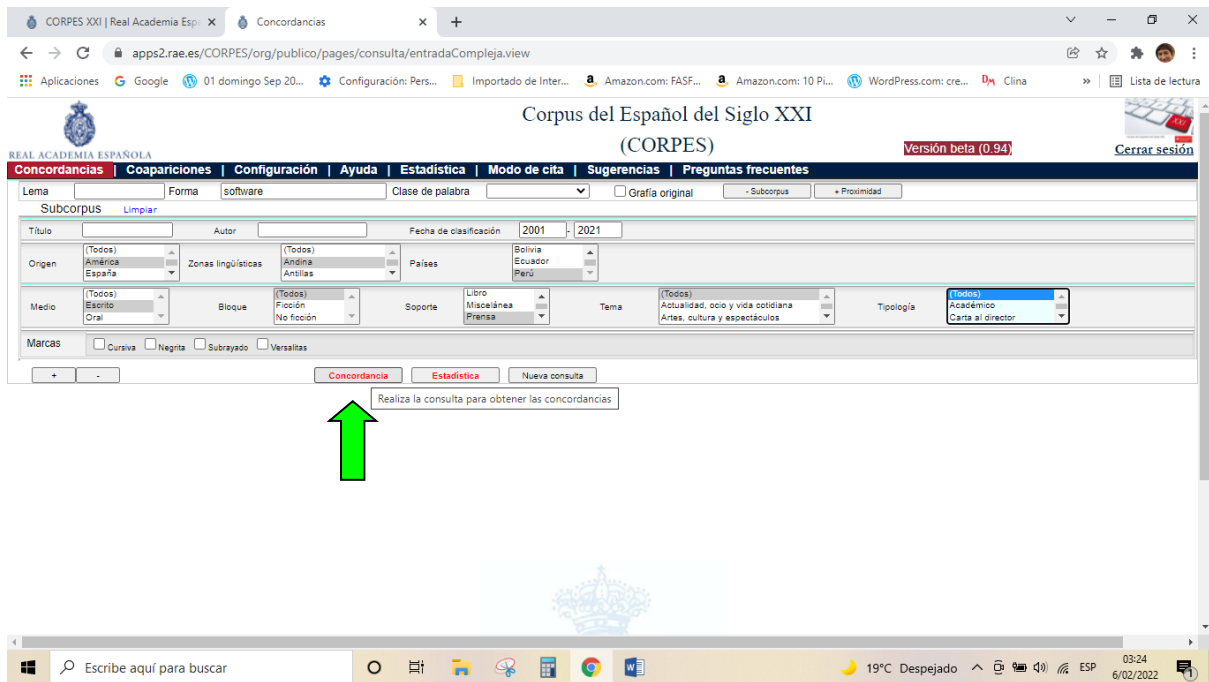 CORPES XXI | Real Academia Esp
Concordancias
apps2.rae.es/CORPES/org/publico/pages/consulta/entradaCompleja.view
Aplicaciones Google 01 domingo Sep 20... Configuración: Pers... Importado de Inter... Amazon.com: FASF... Amazon.com: 10 Pi... WordPress.com: cre... DM Clina » Lista de lectura
Corpus del Español del Siglo XXI
(CORPES)
XXI
REAL ACADEMIA ESPAÑOLA
Versión beta (0.94)
Cerrar sesión
Concordancias | Coapariciones | Configuración | Ayuda | Estadística | Modo de cita | Sugerencias | Preguntas frecuentes
Lema Forma software Clase de palabra Grafía original - Subcorpus + Proximidad
Subcorpus Limpiar
Título Autor Fecha de clasificación 2001 - 2021
Origen (Todos) América España Zonas lingüísticas (Todos) Andina Antillas Países Bolivia Ecuador Perú
Medio (Todos) Escrito Oral Bloque (Todos) Ficción No ficción Soporte Libro Miscelánea Prensa Tema (Todos) Actualidad, ocio y vida cotidiana Artes, cultura y espectáculos Tipología (Todos) Académico Carta al director
Marcas Cursiva Negrita Subrayado Versalitas
+ - Concordancia Estadística Nueva consulta
Realiza la consulta para obtener las concordancias
Escribe aquí para buscar
19°C Despejado ESP 03:24
6/02/2022
1